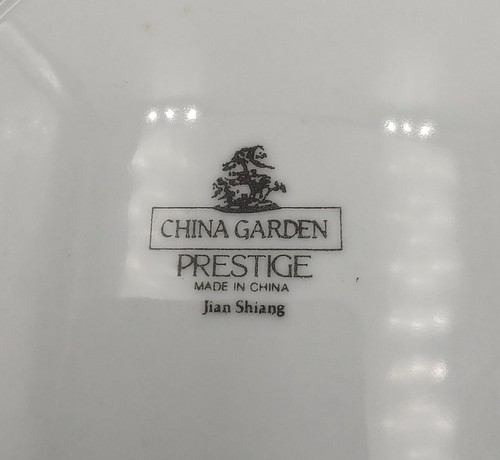 CHINA GARDEN
PRESTIGE
MADE IN CHINA
Jian Shiang